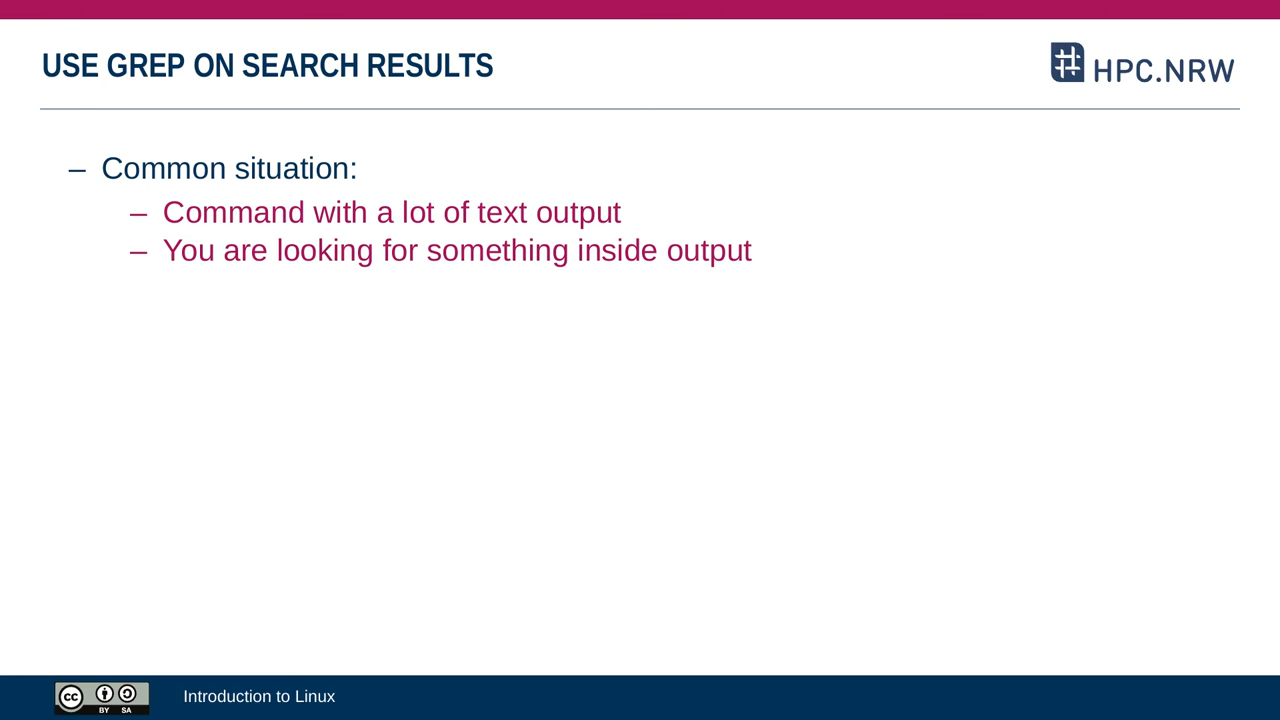 USE GREP ON SEARCH RESULTS
HPC.NRW
– Common situation:
– Command with a lot of text output
– You are looking for something inside output
cc
BY SA
Introduction to Linux